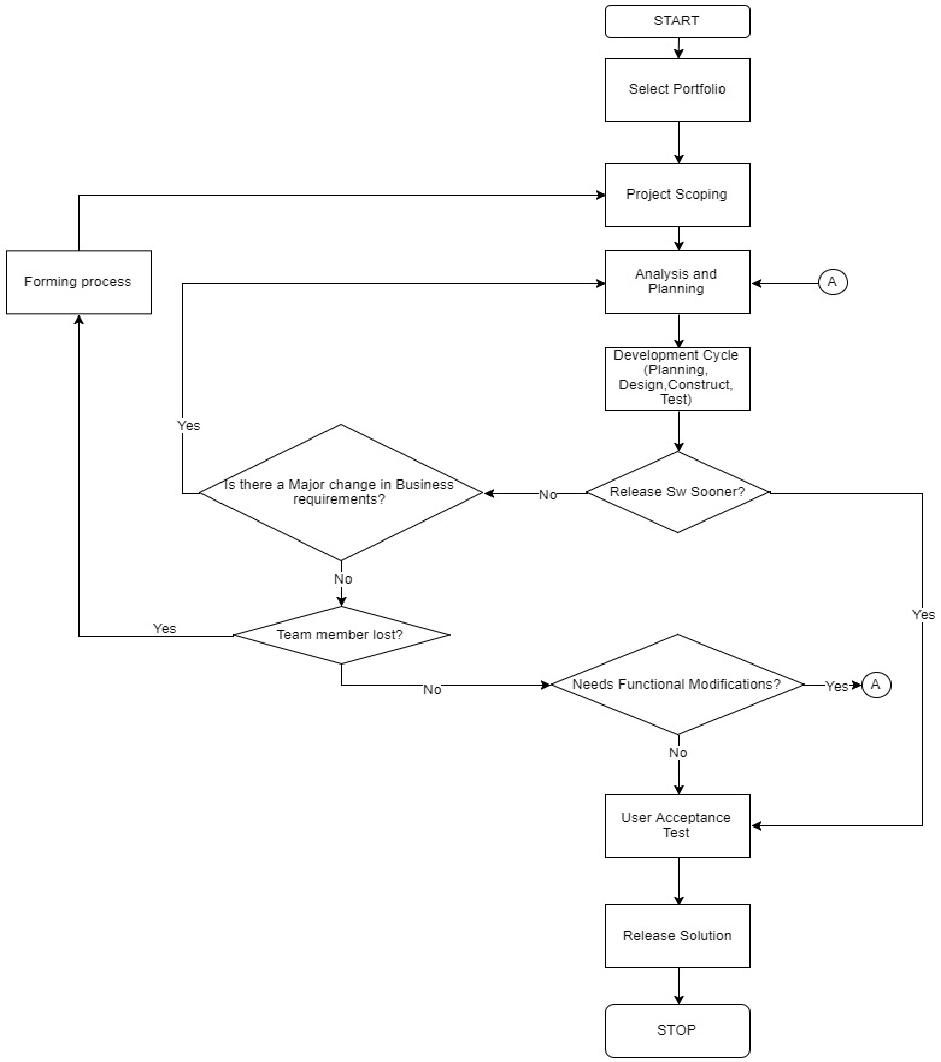 START
Select Portfolio
Project Scoping
Forming process
Analysis and
Planning
A
Development Cycle
(Planning,
Design,Construct,
Test)
Yes
Is there a Major change in Business
requirements?
No
Release Sw Sooner?
No
Yes
Yes
Team member lost?
No
Needs Functional Modifications?
Yes
A
No
User Acceptance
Test
Release Solution
STOP